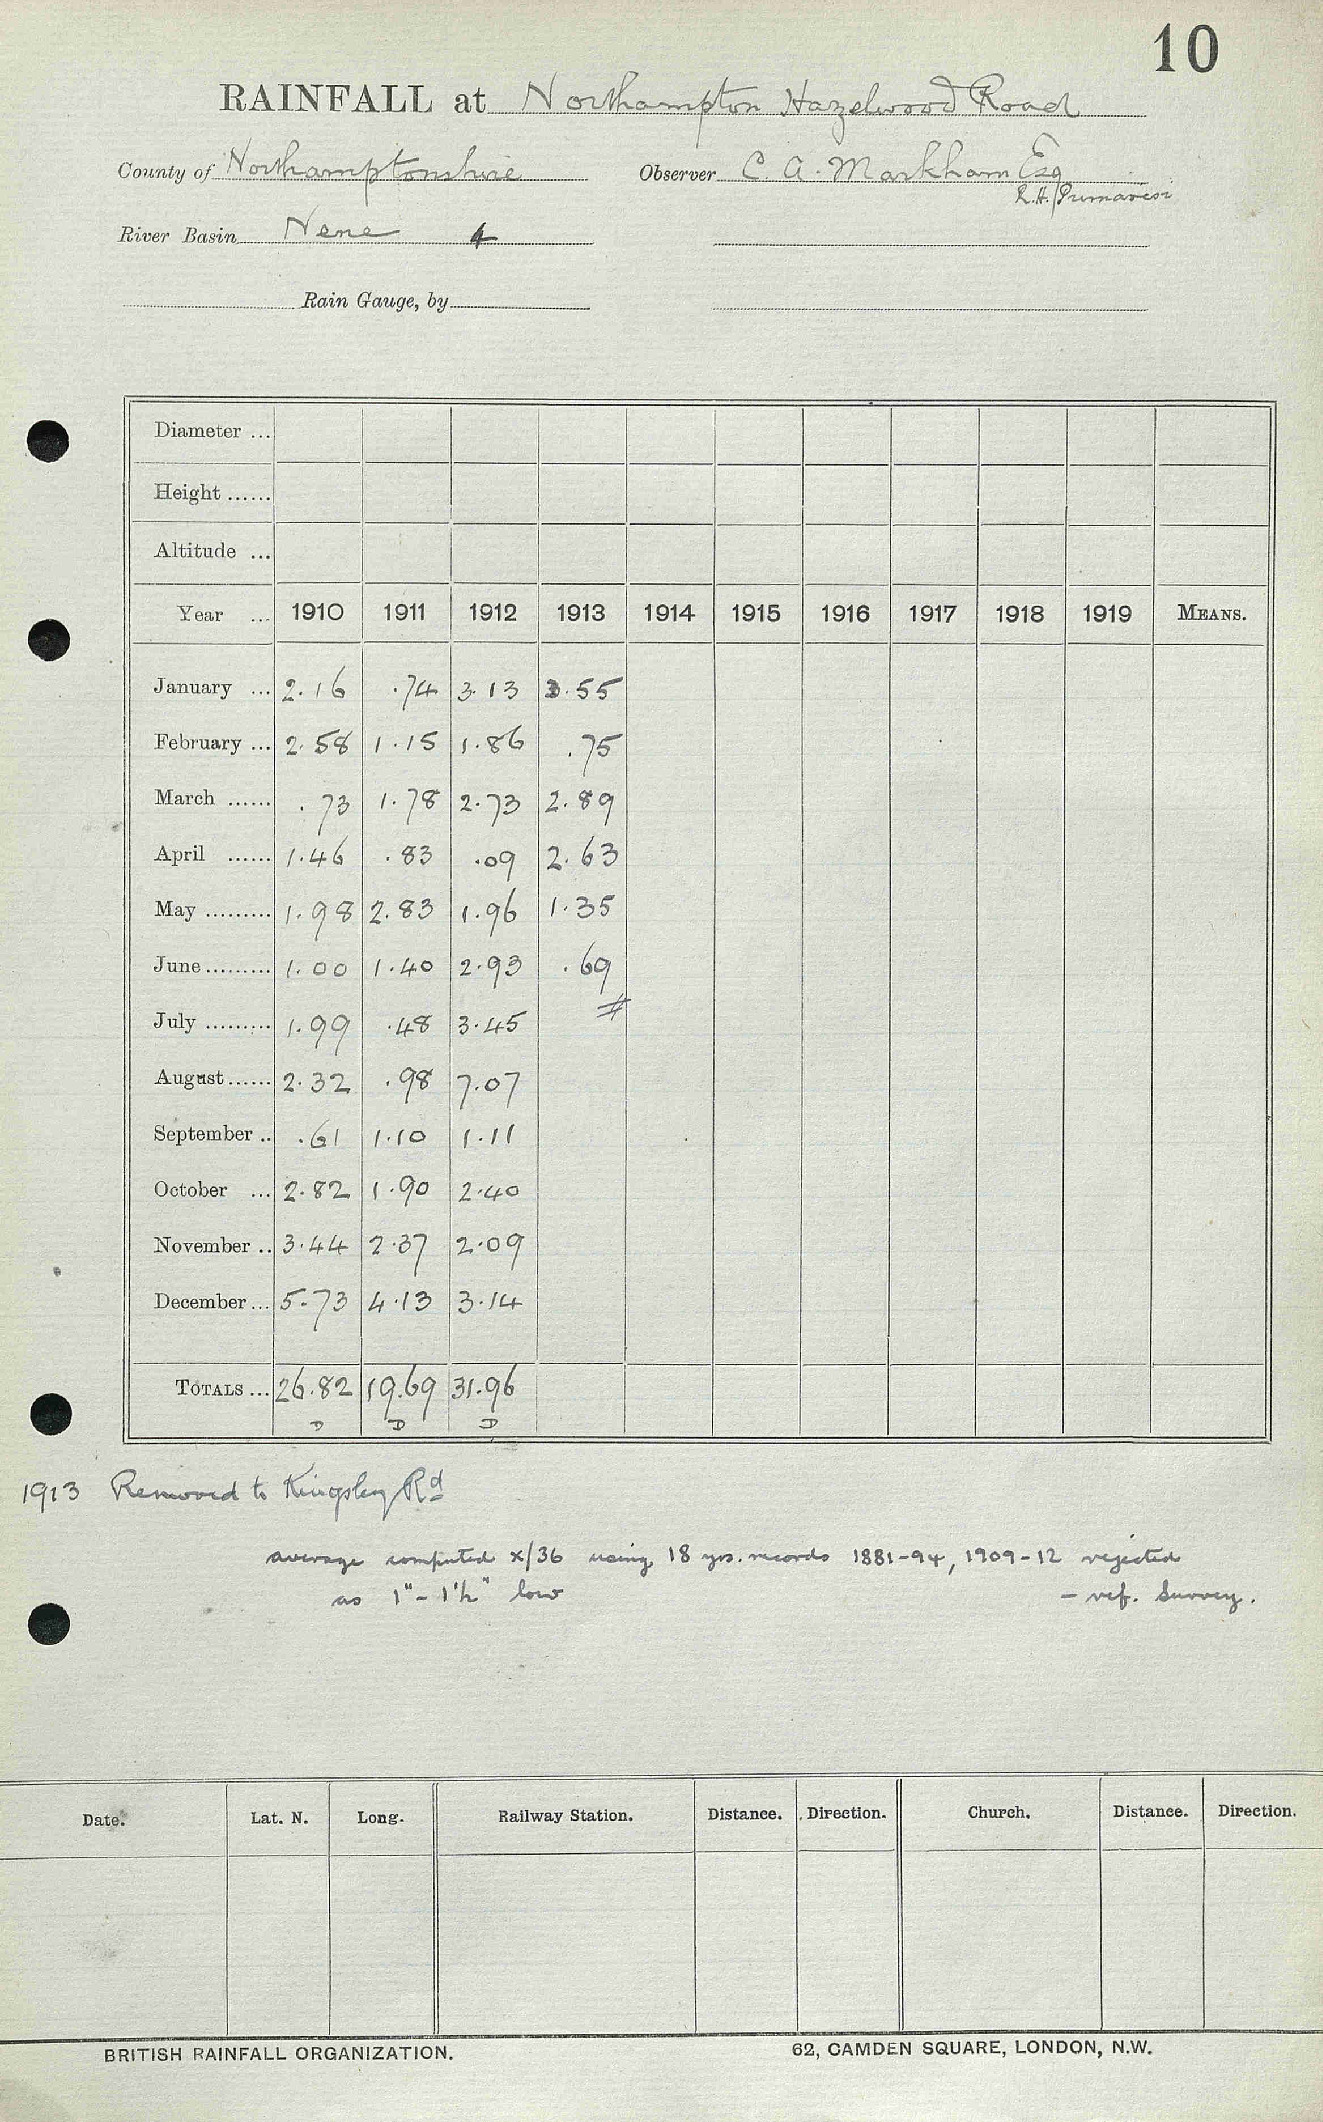 10
RAINFALL at Northampton Hazelwood Road
County of Northamptonshire Observer C. A. Markham Esq
R.H. Primavesi
River Basin Nene 4
Rain Gauge, by
Diameter ...
Height ......
Altitude ...
Year ... 1910 1911 1912 1913 1914 1915 1916 1917 1918 1919 MEANS.
January ... 2.16 .74 3.13 3.55
February ... 2.58 1.15 1.86 .75
March ...... .73 1.78 2.73 2.89
April ...... 1.46 .83 .09 2.63
May ......... 1.98 2.83 1.96 1.35
June ......... 1.00 1.40 2.93 .69
July ......... 1.99 .48 3.45
August ...... 2.32 .98 7.07
September .. .61 1.10 1.11
October ... 2.82 1.90 2.40
November .. 3.44 2.37 2.09
December ... 5.73 4.13 3.14
TOTALS ... 26.82 19.69 31.96
D D D
1913 Removed to Kingsley Rd
average computed x/36 using 18 yrs. records 1881-94, 1909-12 rejected
as 1"- 1½" low - ref. Survey.
Date. Lat. N. Long. Railway Station. Distance. Direction. Church. Distance. Direction.
BRITISH RAINFALL ORGANIZATION. 62, CAMDEN SQUARE, LONDON, N.W.